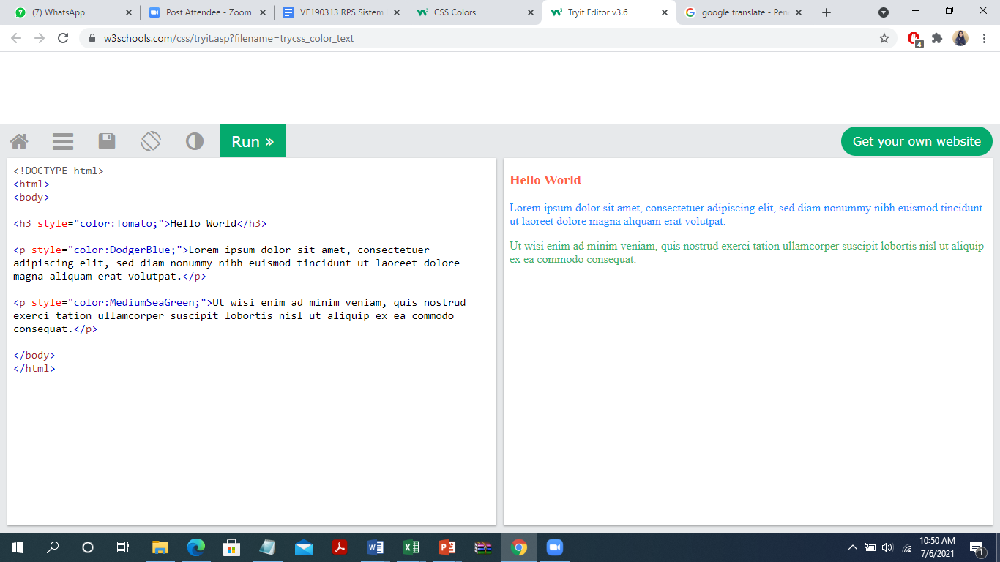 (7) WhatsApp
Post Attendee - Zoom
VE190313 RPS Sistem
CSS Colors
Tryit Editor v3.6
google translate - Pen
w3schools.com/css/tryit.asp?filename=trycss_color_text
4
Run »
Get your own website
<!DOCTYPE html>
<html>
<body>
<h3 style="color:Tomato;">Hello World</h3>
<p style="color:DodgerBlue;">Lorem ipsum dolor sit amet, consectetuer
adipiscing elit, sed diam nonummy nibh euismod tincidunt ut laoreet dolore
magna aliquam erat volutpat.</p>
<p style="color:MediumSeaGreen;">Ut wisi enim ad minim veniam, quis nostrud
exerci tation ullamcorper suscipit lobortis nisl ut aliquip ex ea commodo
consequat.</p>
</body>
</html>
Hello World
Lorem ipsum dolor sit amet, consectetuer adipiscing elit, sed diam nonummy nibh euismod tincidunt
ut laoreet dolore magna aliquam erat volutpat.
Ut wisi enim ad minim veniam, quis nostrud exerci tation ullamcorper suscipit lobortis nisl ut aliquip
ex ea commodo consequat.
10:50 AM
7/6/2021
1